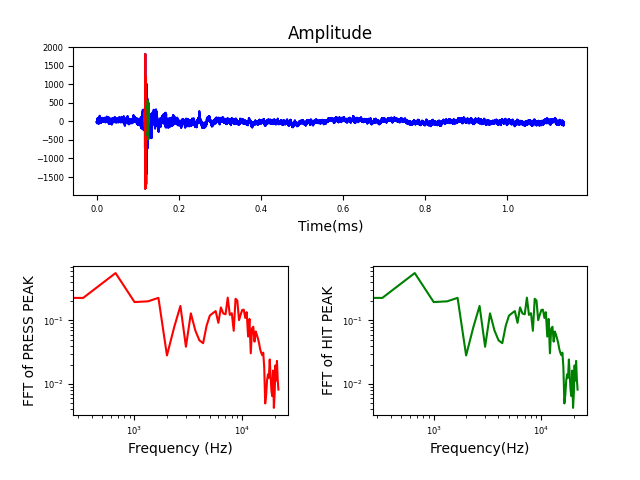 Amplitude
2000
1500
1000
500
0
−500
−1000
−1500
0.0 0.2 0.4 0.6 0.8 1.0
Time(ms)
FFT of PRESS PEAK
10⁻¹
10⁻²
10³ 10⁴
Frequency (Hz)
FFT of HIT PEAK
10⁻¹
10⁻²
10³ 10⁴
Frequency(Hz)